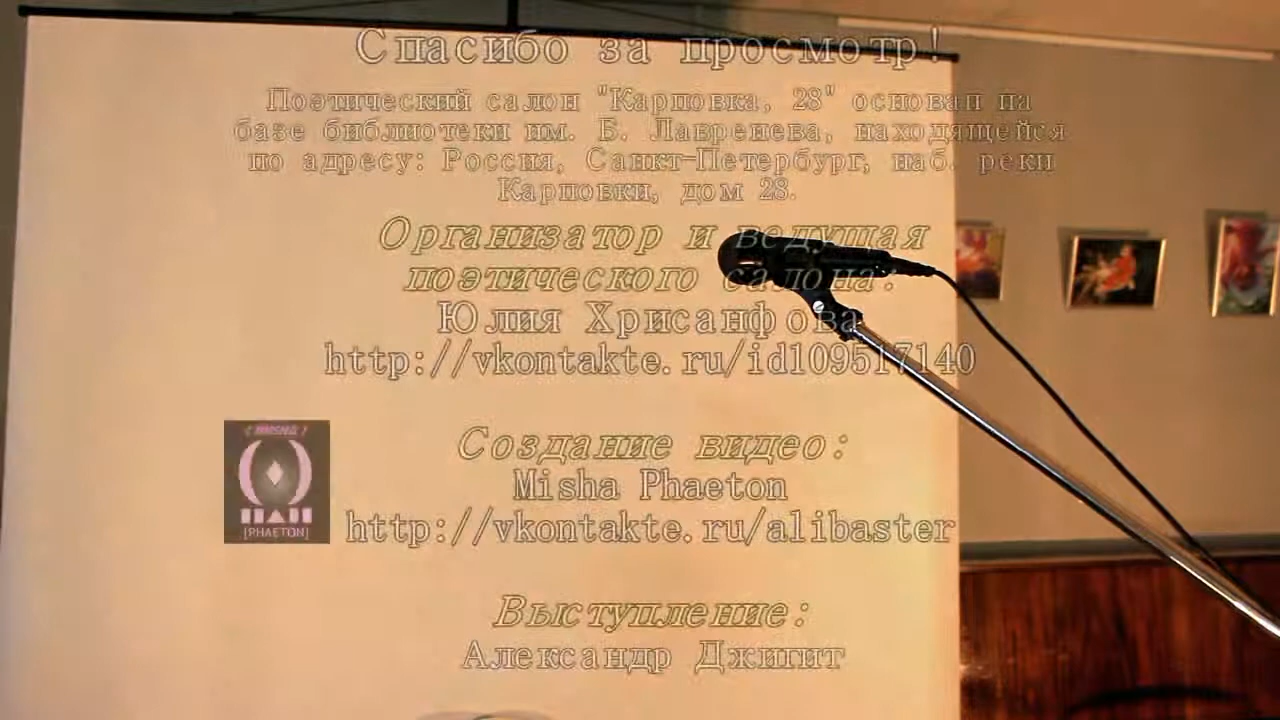 Спасибо за просмотр!
Поэтический салон "Карповка, 28" основан на
базе библиотеки им. Б. Лавренева, находящейся
по адресу: Россия, Санкт-Петербург, наб. реки
Карповки, дом 28.
Организатор и ведущая
поэтического салона:
Юлия Хрисанфова
http://vkontakte.ru/id109517140
Создание видео:
Misha Phaeton
http://vkontakte.ru/alibaster
[PHAETON]
Выступление:
Александр Джигит